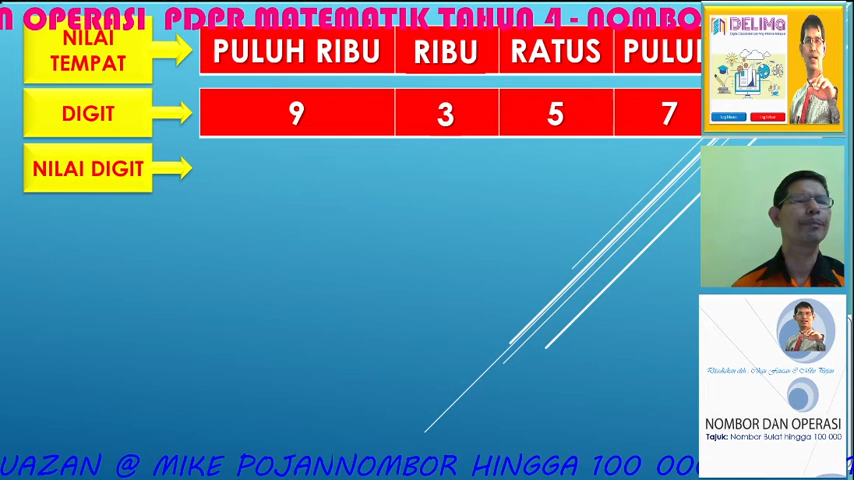 N OPERASI PDPR MATEMATIK TAHUN 4 - NOMBO
NILAI
TEMPAT
PULUH RIBU RIBU RATUS PULU
DIGIT 9 3 5 7
NILAI DIGIT
DELIMa
NOMBOR DAN OPERASI
Tajuk: Nombor Bulat hingga 100 000
UAZAN @ MIKE POJANNOMBOR HINGGA 100 00